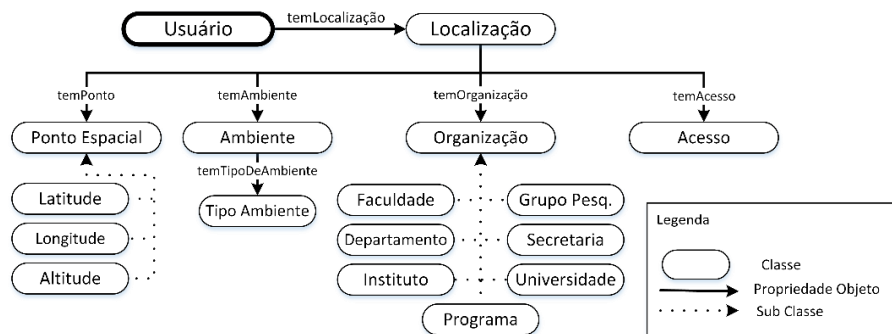 Usuário
temLocalização
Localização
temPonto
temAmbiente
temOrganização
temAcesso
Ponto Espacial
Ambiente
Organização
Acesso
temTipoDeAmbiente
Latitude
Tipo Ambiente
Faculdade
Grupo Pesq.
Longitude
Departamento
Secretaria
Altitude
Instituto
Universidade
Programa
Legenda
Classe
Propriedade Objeto
Sub Classe